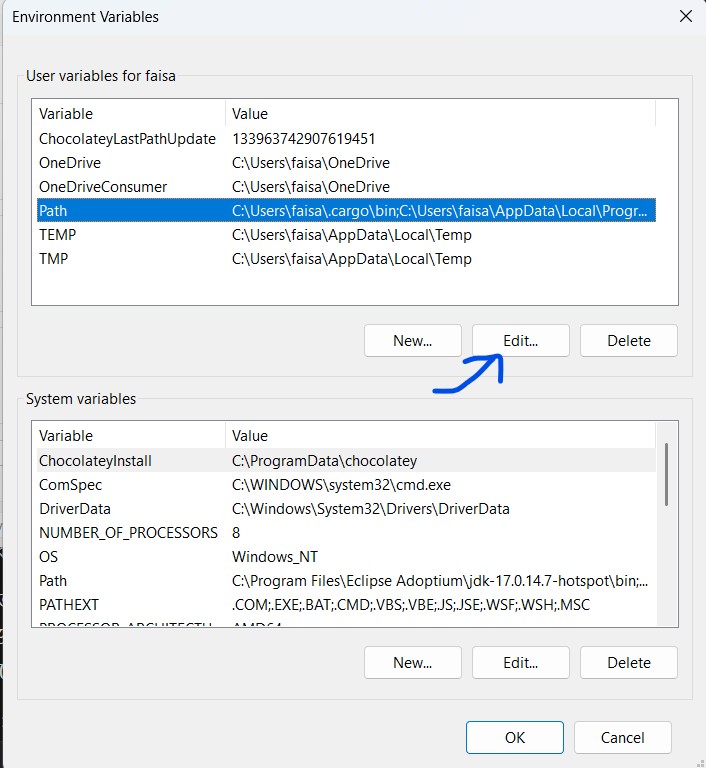 Environment Variables
User variables for faisa
Variable Value
ChocolateyLastPathUpdate 133963742907619451
OneDrive C:\Users\faisa\OneDrive
OneDriveConsumer C:\Users\faisa\OneDrive
Path C:\Users\faisa\.cargo\bin;C:\Users\faisa\AppData\Local\Progr...
TEMP C:\Users\faisa\AppData\Local\Temp
TMP C:\Users\faisa\AppData\Local\Temp
New... Edit... Delete
System variables
Variable Value
ChocolateyInstall C:\ProgramData\chocolatey
ComSpec C:\WINDOWS\system32\cmd.exe
DriverData C:\Windows\System32\Drivers\DriverData
NUMBER_OF_PROCESSORS 8
OS Windows_NT
Path C:\Program Files\Eclipse Adoptium\jdk-17.0.14.7-hotspot\bin;...
PATHEXT .COM;.EXE;.BAT;.CMD;.VBS;.VBE;.JS;.JSE;.WSF;.WSH;.MSC
PROCESSOR_ARCHITECTU... AMD64
New... Edit... Delete
OK Cancel